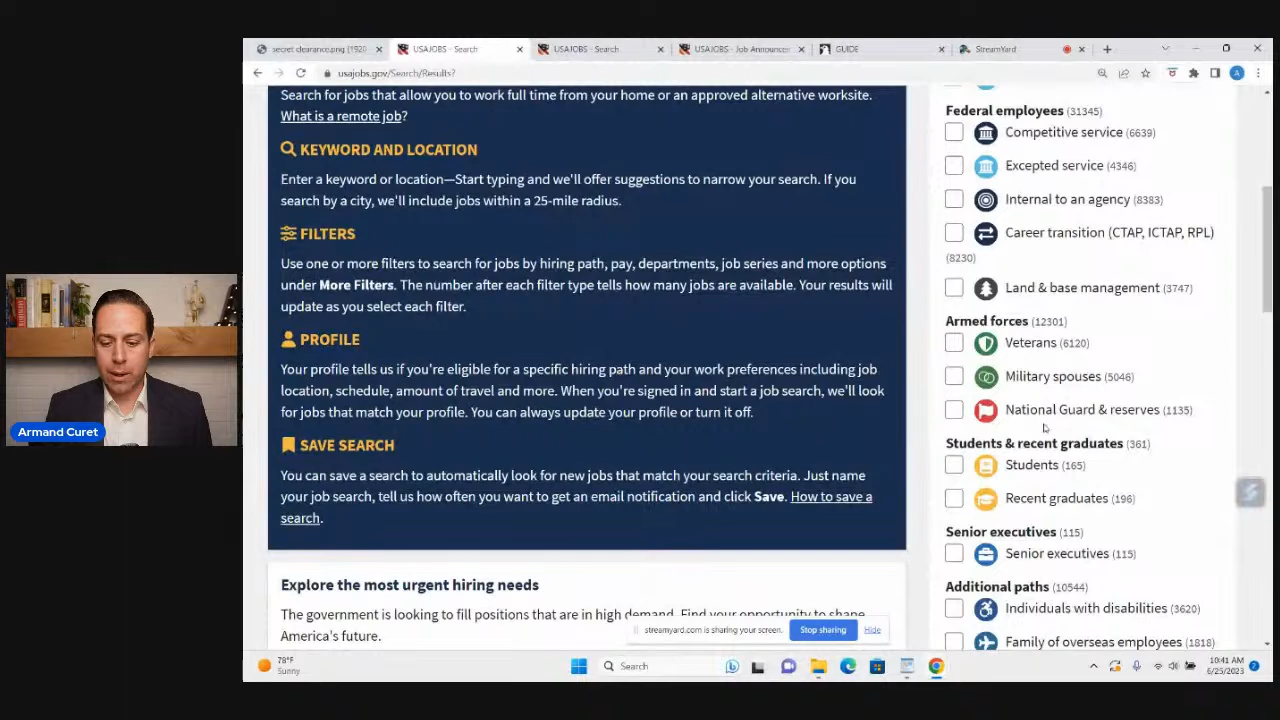 secret clearance.png (1920
USAJOBS - Search
USAJOBS - Search
USAJOBS - Job Announce
GUIDE
StreamYard
usajobs.gov/Search/Results?
Search for jobs that allow you to work full time from your home or an approved alternative worksite.
What is a remote job?
KEYWORD AND LOCATION
Enter a keyword or location—Start typing and we'll offer suggestions to narrow your search. If you
search by a city, we'll include jobs within a 25-mile radius.
FILTERS
Use one or more filters to search for jobs by hiring path, pay, departments, job series and more options
under More Filters. The number after each filter type tells how many jobs are available. Your results will
update as you select each filter.
PROFILE
Your profile tells us if you're eligible for a specific hiring path and your work preferences including job
location, schedule, amount of travel and more. When you're signed in and start a job search, we'll look
for jobs that match your profile. You can always update your profile or turn it off.
SAVE SEARCH
You can save a search to automatically look for new jobs that match your search criteria. Just name
your job search, tell us how often you want to get an email notification and click Save. How to save a
search.
Explore the most urgent hiring needs
The government is looking to fill positions that are in high demand. Find your opportunity to shape
America's future.
Federal employees (31345)
Competitive service (6639)
Excepted service (4346)
Internal to an agency (8383)
Career transition (CTAP, ICTAP, RPL)
(8230)
Land & base management (3747)
Armed forces (12301)
Veterans (6120)
Military spouses (5046)
National Guard & reserves (1135)
Students & recent graduates (361)
Students (165)
Recent graduates (196)
Senior executives (115)
Senior executives (115)
Additional paths (10544)
Individuals with disabilities (3620)
Family of overseas employees (1818)
streamyard.com is sharing your screen.
Stop sharing
Hide
Armand Curet
78°F
Sunny
Search
10:41 AM
6/25/2023